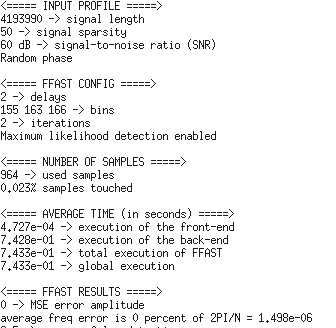 <===== INPUT PROFILE =====>
4193990 -> signal length
50 -> signal sparsity
60 dB -> signal-to-noise ratio (SNR)
Random phase
<===== FFAST CONFIG =====>
2 -> delays
155 163 166 -> bins
2 -> iterations
Maximum likelihood detection enabled
<===== NUMBER OF SAMPLES =====>
964 -> used samples
0.023% samples touched
<===== AVERAGE TIME (in seconds) =====>
4.727e-04 -> execution of the front-end
7.428e-01 -> execution of the back-end
7.433e-01 -> total execution of FFAST
7.433e-01 -> global execution
<===== FFAST RESULTS =====>
0 -> MSE error amplitude
average freq error is 0 percent of 2PI/N = 1.498e-06